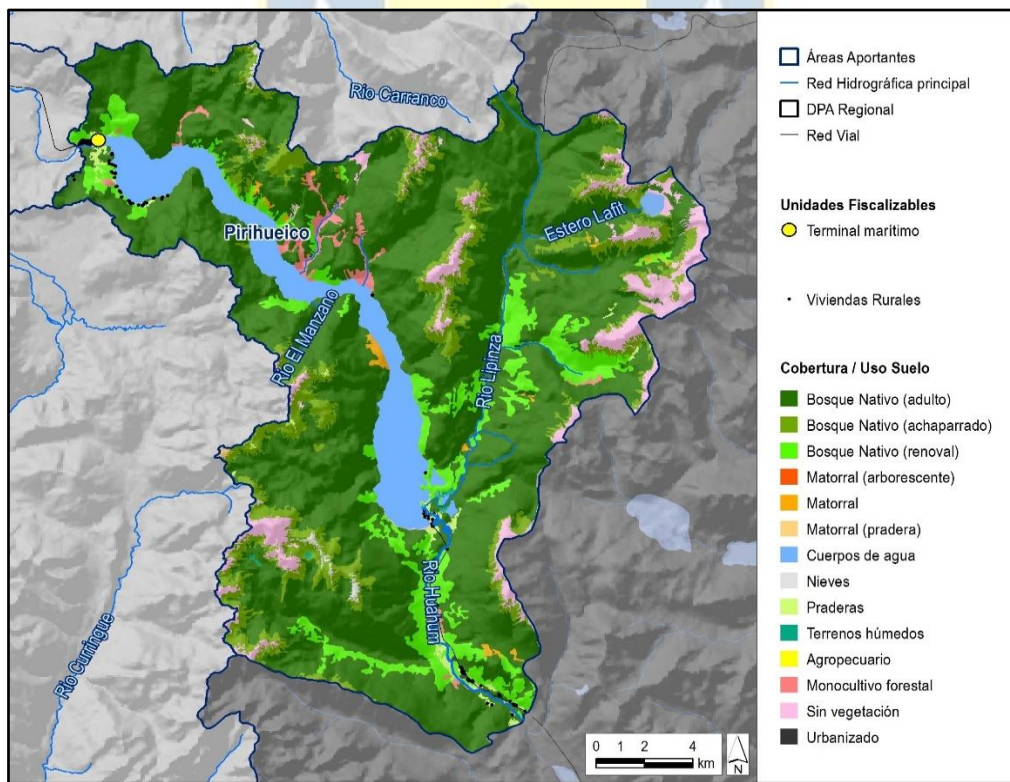 Río Carranco
Pirihueico
Estero Lafit
Río El Manzano
Río Lipinza
Río Huahum
Río Curringue
0 1 2 4
km
N
Áreas Aportantes
Red Hidrográfica principal
DPA Regional
Red Vial
Unidades Fiscalizables
Terminal marítimo
Viviendas Rurales
Cobertura / Uso Suelo
Bosque Nativo (adulto)
Bosque Nativo (achaparrado)
Bosque Nativo (renoval)
Matorral (arborescente)
Matorral
Matorral (pradera)
Cuerpos de agua
Nieves
Praderas
Terrenos húmedos
Agropecuario
Monocultivo forestal
Sin vegetación
Urbanizado